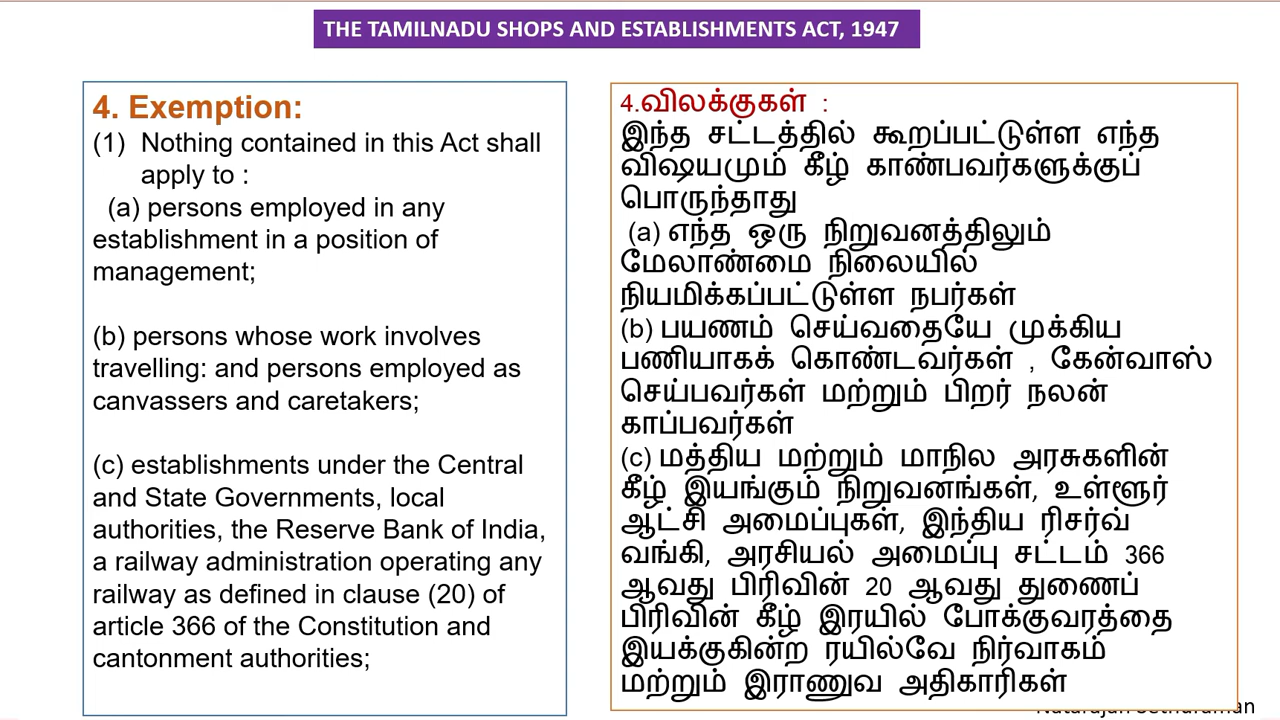 THE TAMILNADU SHOPS AND ESTABLISHMENTS ACT, 1947
4. Exemption:
(1) Nothing contained in this Act shall
apply to :
(a) persons employed in any
establishment in a position of
management;
(b) persons whose work involves
travelling: and persons employed as
canvassers and caretakers;
(c) establishments under the Central
and State Governments, local
authorities, the Reserve Bank of India,
a railway administration operating any
railway as defined in clause (20) of
article 366 of the Constitution and
cantonment authorities;
4.விலக்குகள் :
இந்த சட்டத்தில் கூறப்பட்டுள்ள எந்த
விஷயமும் கீழ் காண்பவர்களுக்குப்
பொருந்தாது
(a) எந்த ஒரு நிறுவனத்திலும்
மேலாண்மை நிலையில்
நியமிக்கப்பட்டுள்ள நபர்கள்
(b) பயணம் செய்வதையே முக்கிய
பணியாகக் கொண்டவர்கள் , கேன்வாஸ்
செய்பவர்கள் மற்றும் பிறர் நலன்
காப்பவர்கள்
(c) மத்திய மற்றும் மாநில அரசுகளின்
கீழ் இயங்கும் நிறுவனங்கள், உள்ளூர்
ஆட்சி அமைப்புகள், இந்திய ரிசர்வ்
வங்கி, அரசியல் அமைப்பு சட்டம் 366
ஆவது பிரிவின் 20 ஆவது துணைப்
பிரிவின் கீழ் இரயில் போக்குவரத்தை
இயக்குகின்ற ரயில்வே நிர்வாகம்
மற்றும் இராணுவ அதிகாரிகள்
Natarajan Sethuraman